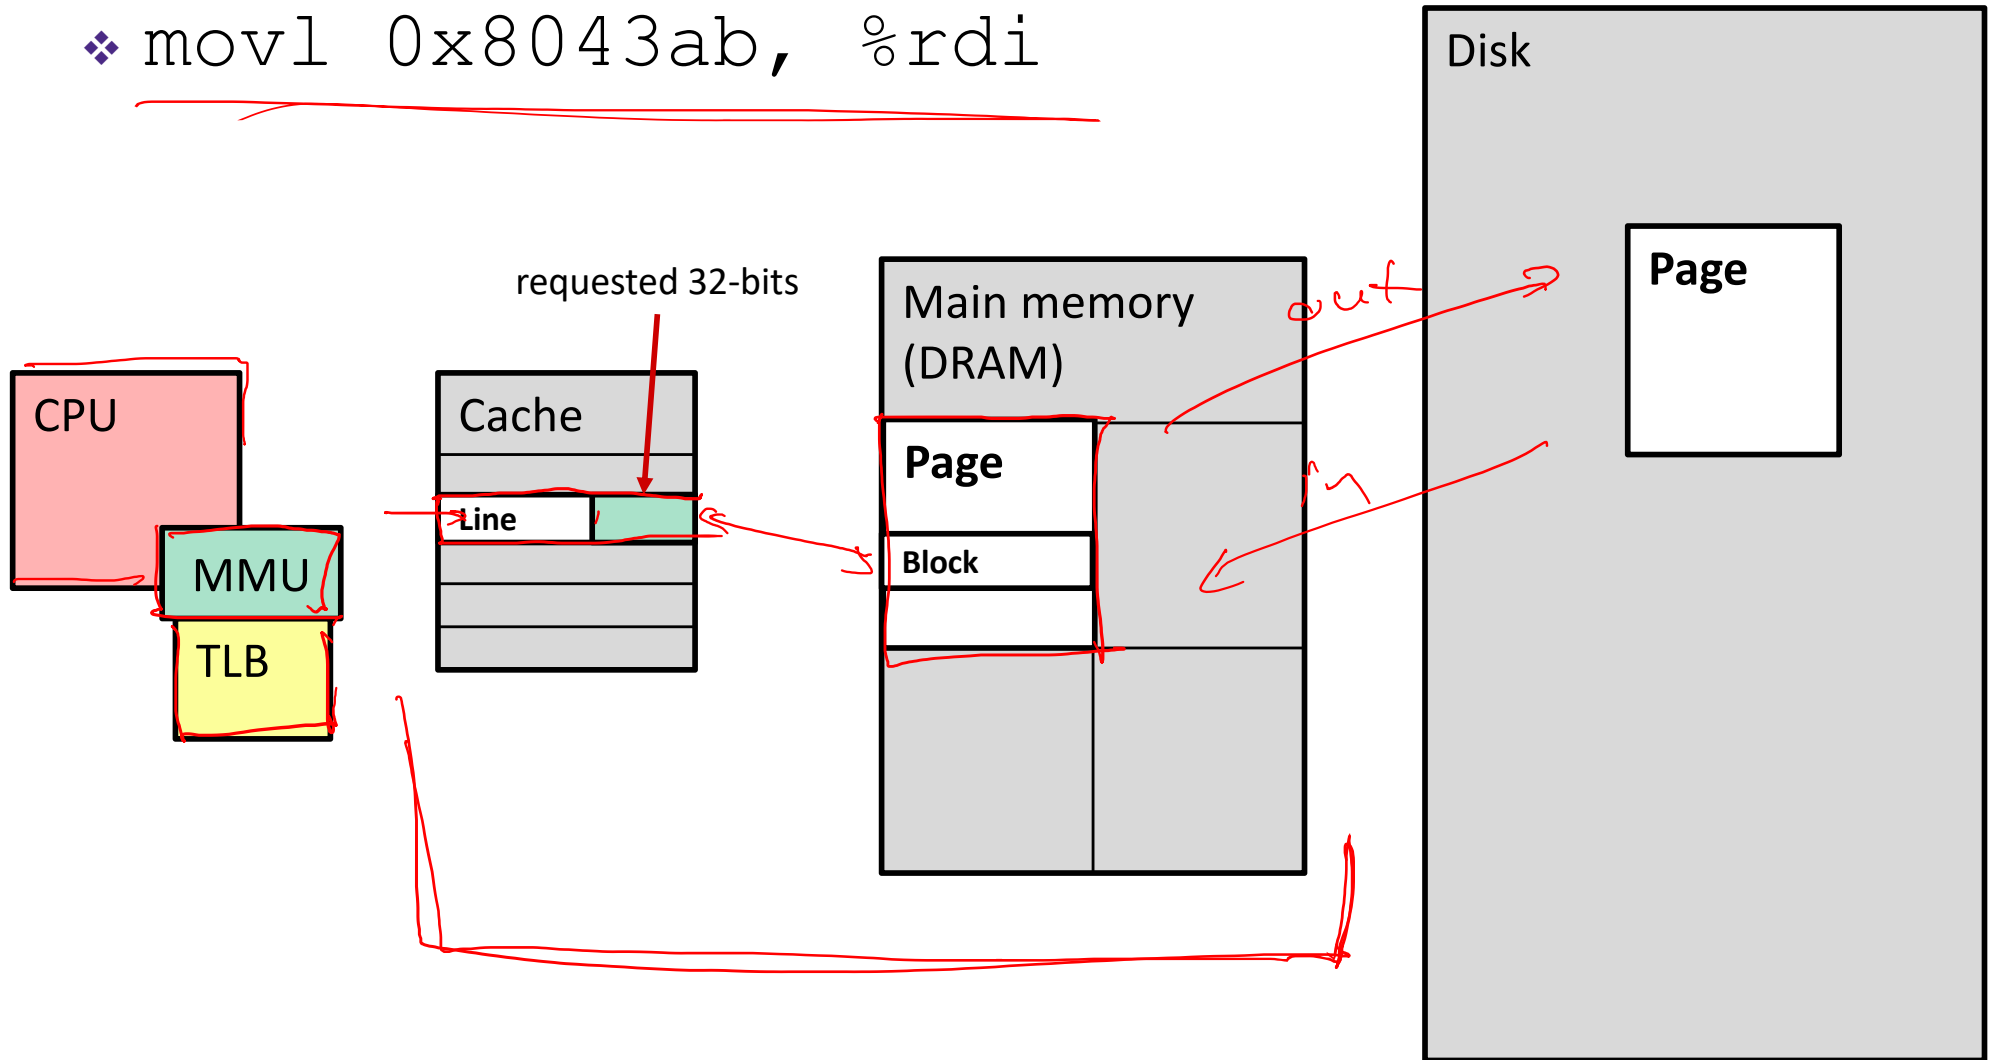 ❖ movl 0x8043ab, %rdi
Disk
requested 32-bits
Page
Main memory
(DRAM)
out
CPU
Cache
Page
in
Line
Block
MMU
TLB